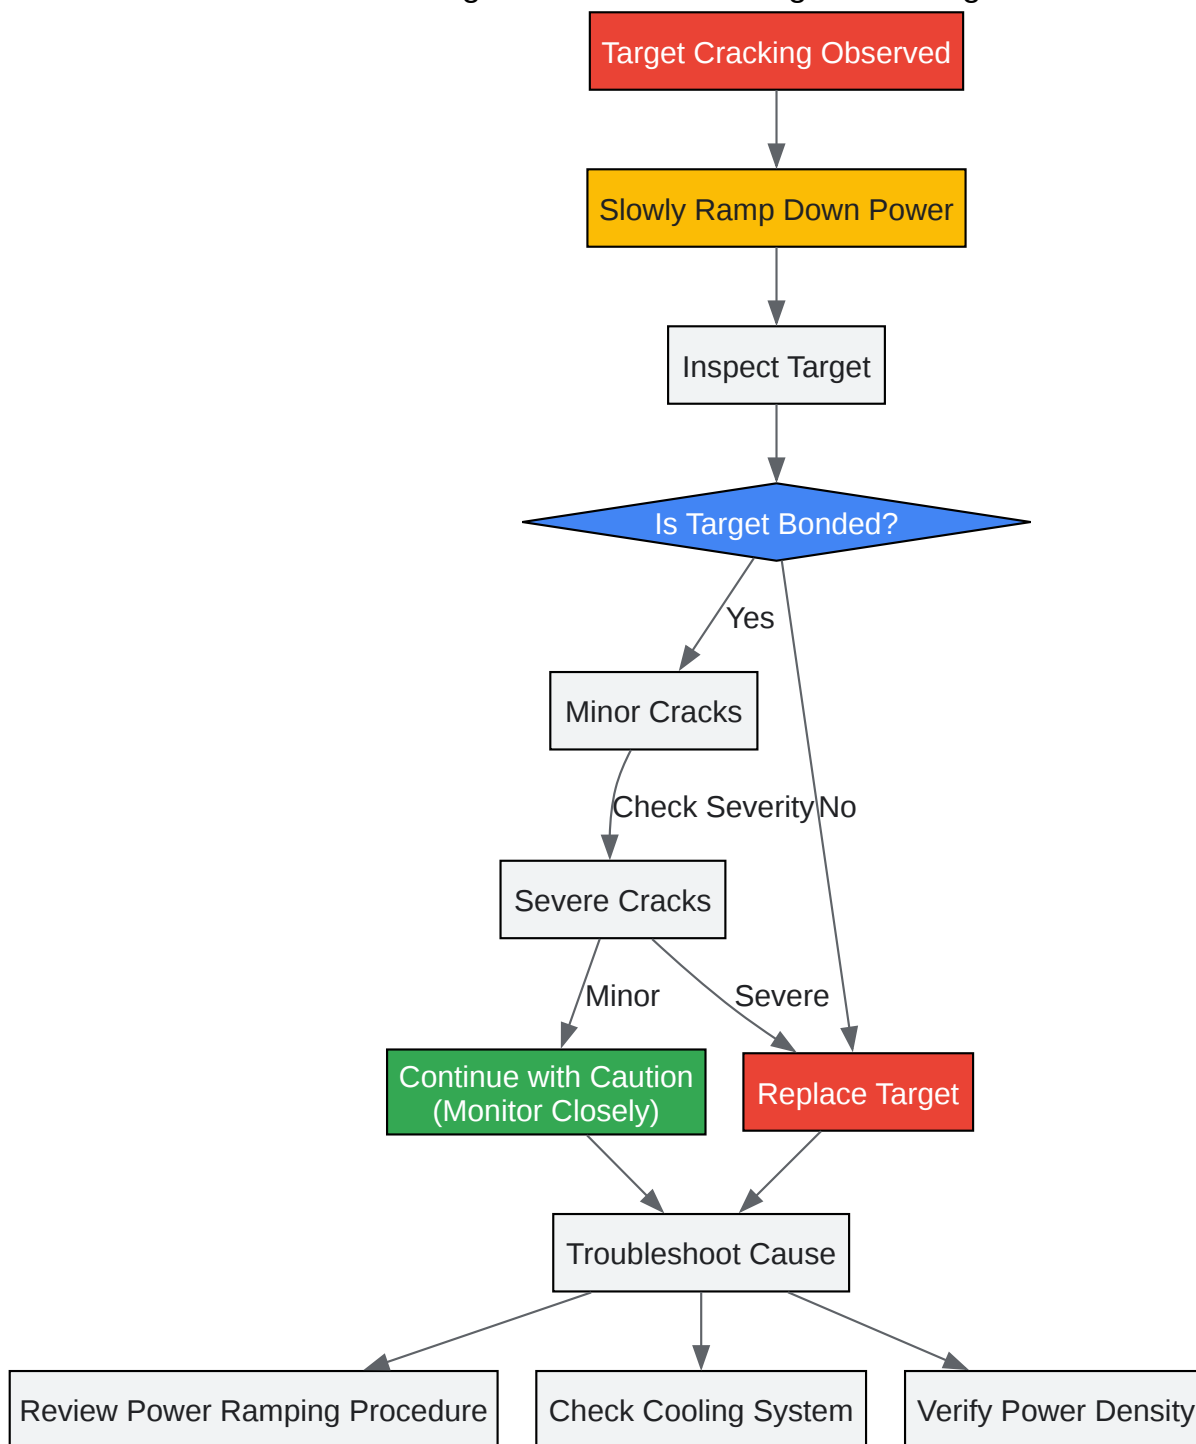 Target Cracking Observed
Slowly Ramp Down Power
Inspect Target
Is Target Bonded?
Yes
Minor Cracks
Check Severity
No
Severe Cracks
Minor
Severe
Continue with Caution
(Monitor Closely)
Replace Target
Troubleshoot Cause
Review Power Ramping Procedure
Check Cooling System
Verify Power Density